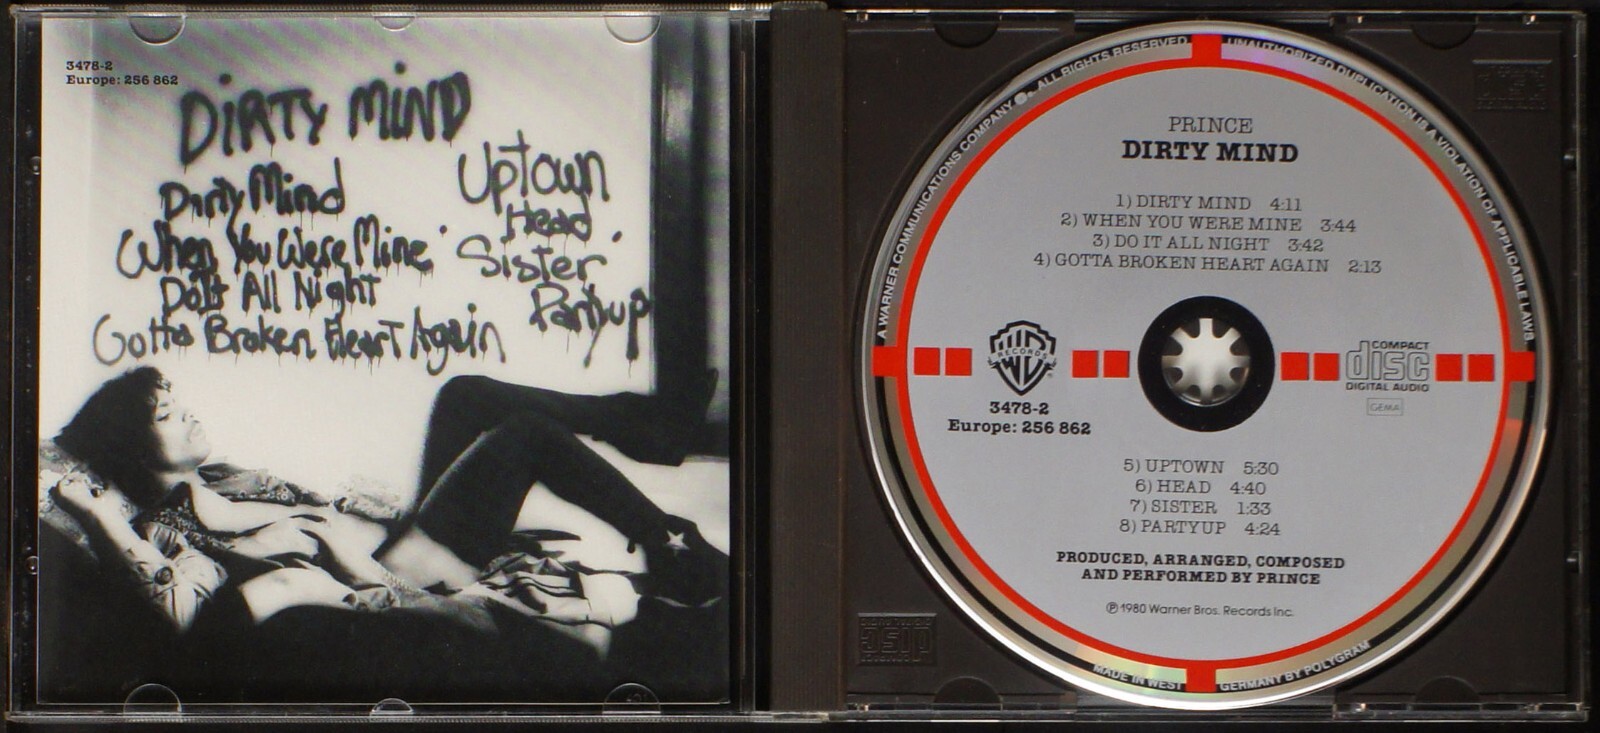 3478-2
Europe: 256 862
DIRTY MIND
Dirty Mind
When You Were Mine
Do It All Night
Gotta Broken Heart Again
Uptown
Head
Sister
Partyup
A WARNER COMMUNICATIONS COMPANY ALL RIGHTS RESERVED
UNAUTHORIZED DUPLICATION IS A VIOLATION OF APPLICABLE LAWS
PRINCE
DIRTY MIND
1) DIRTY MIND 4:11
2) WHEN YOU WERE MINE 3:44
3) DO IT ALL NIGHT 3:42
4) GOTTA BROKEN HEART AGAIN 2:13
WB
RECORDS
3478-2
Europe: 256 862
COMPACT
disc
DIGITAL AUDIO
GEMA
5) UPTOWN 5:30
6) HEAD 4:40
7) SISTER 1:33
8) PARTYUP 4:24
PRODUCED, ARRANGED, COMPOSED
AND PERFORMED BY PRINCE
℗ 1980 Warner Bros. Records Inc.
MADE IN WEST GERMANY BY POLYGRAM